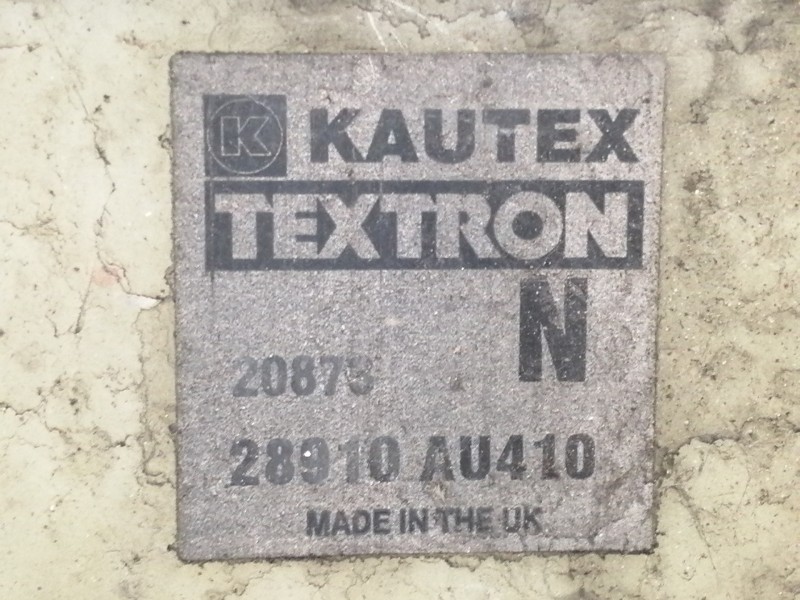 K KAUTEX
TEXTRON
N
28910 AU410
MADE IN THE UK